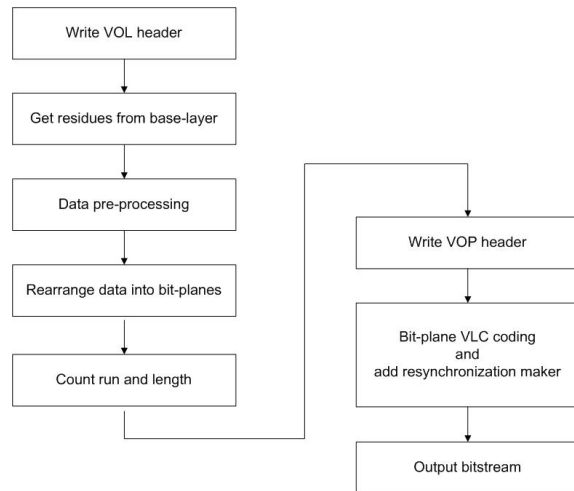 Write VOL header
Get residues from base-layer
Data pre-processing
Rearrange data into bit-planes
Count run and length
Write VOP header
Bit-plane VLC coding
and
add resynchronization maker
Output bitstream